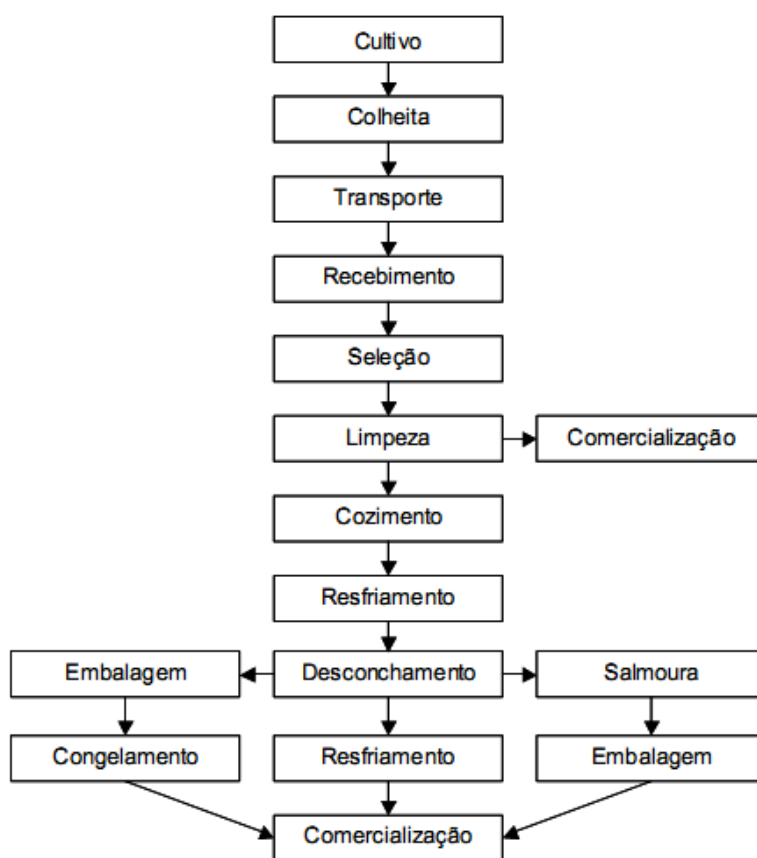 Cultivo
Colheita
Transporte
Recebimento
Seleção
Limpeza
Comercialização
Cozimento
Resfriamento
Embalagem
Desconchamento
Salmoura
Congelamento
Resfriamento
Embalagem
Comercialização